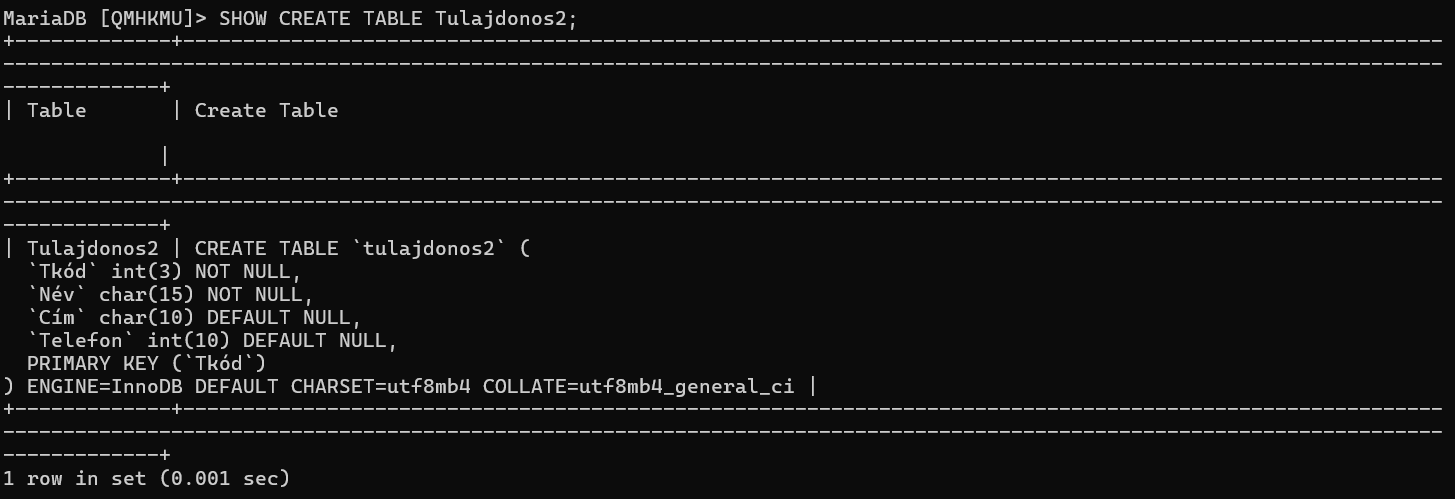 MariaDB [QMHKMU]> SHOW CREATE TABLE Tulajdonos2;
+-------------+---------------------------------------------------------------------------------------------------------
------------------------------------------------------------------------------------------------------------------------
-------------+
| Table       | Create Table

             |
+-------------+---------------------------------------------------------------------------------------------------------
------------------------------------------------------------------------------------------------------------------------
-------------+
| Tulajdonos2 | CREATE TABLE `tulajdonos2` (
  `Tkód` int(3) NOT NULL,
  `Név` char(15) NOT NULL,
  `Cím` char(10) DEFAULT NULL,
  `Telefon` int(10) DEFAULT NULL,
  PRIMARY KEY (`Tkód`)
) ENGINE=InnoDB DEFAULT CHARSET=utf8mb4 COLLATE=utf8mb4_general_ci |
+-------------+---------------------------------------------------------------------------------------------------------
------------------------------------------------------------------------------------------------------------------------
-------------+
1 row in set (0.001 sec)